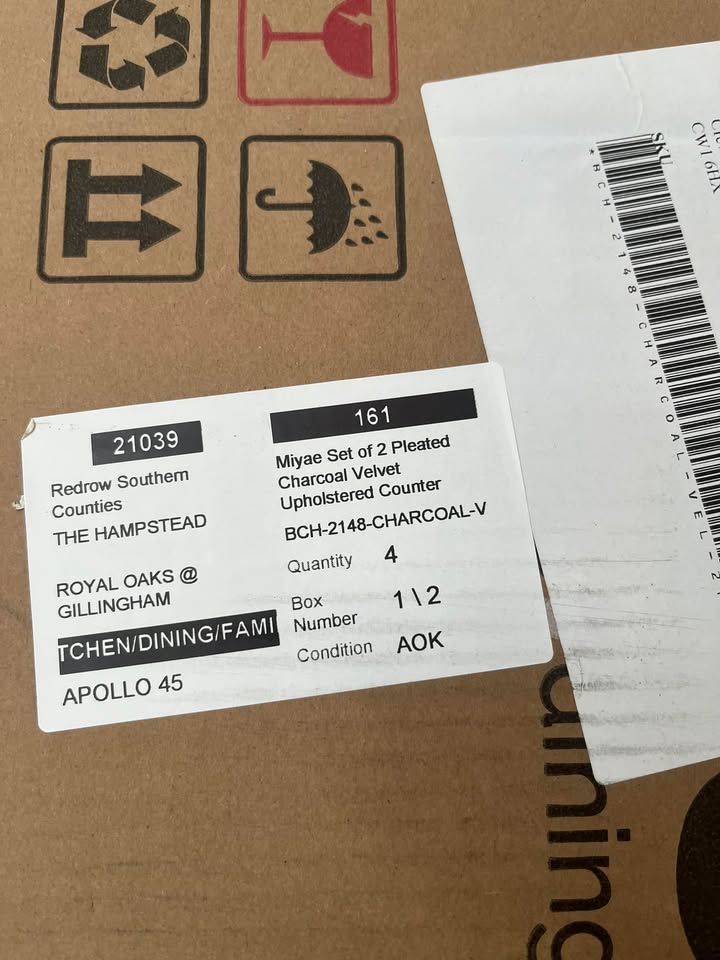 21039
Redrow Southern
Counties
THE HAMPSTEAD
ROYAL OAKS @
GILLINGHAM
TCHEN/DINING/FAMI
APOLLO 45
161
Miyae Set of 2 Pleated
Charcoal Velvet
Upholstered Counter
BCH-2148-CHARCOAL-V
Quantity 4
Box
Number 1\2
Condition AOK
SKU
*BCH-2148-CHARCOAL-VEL-2
dining